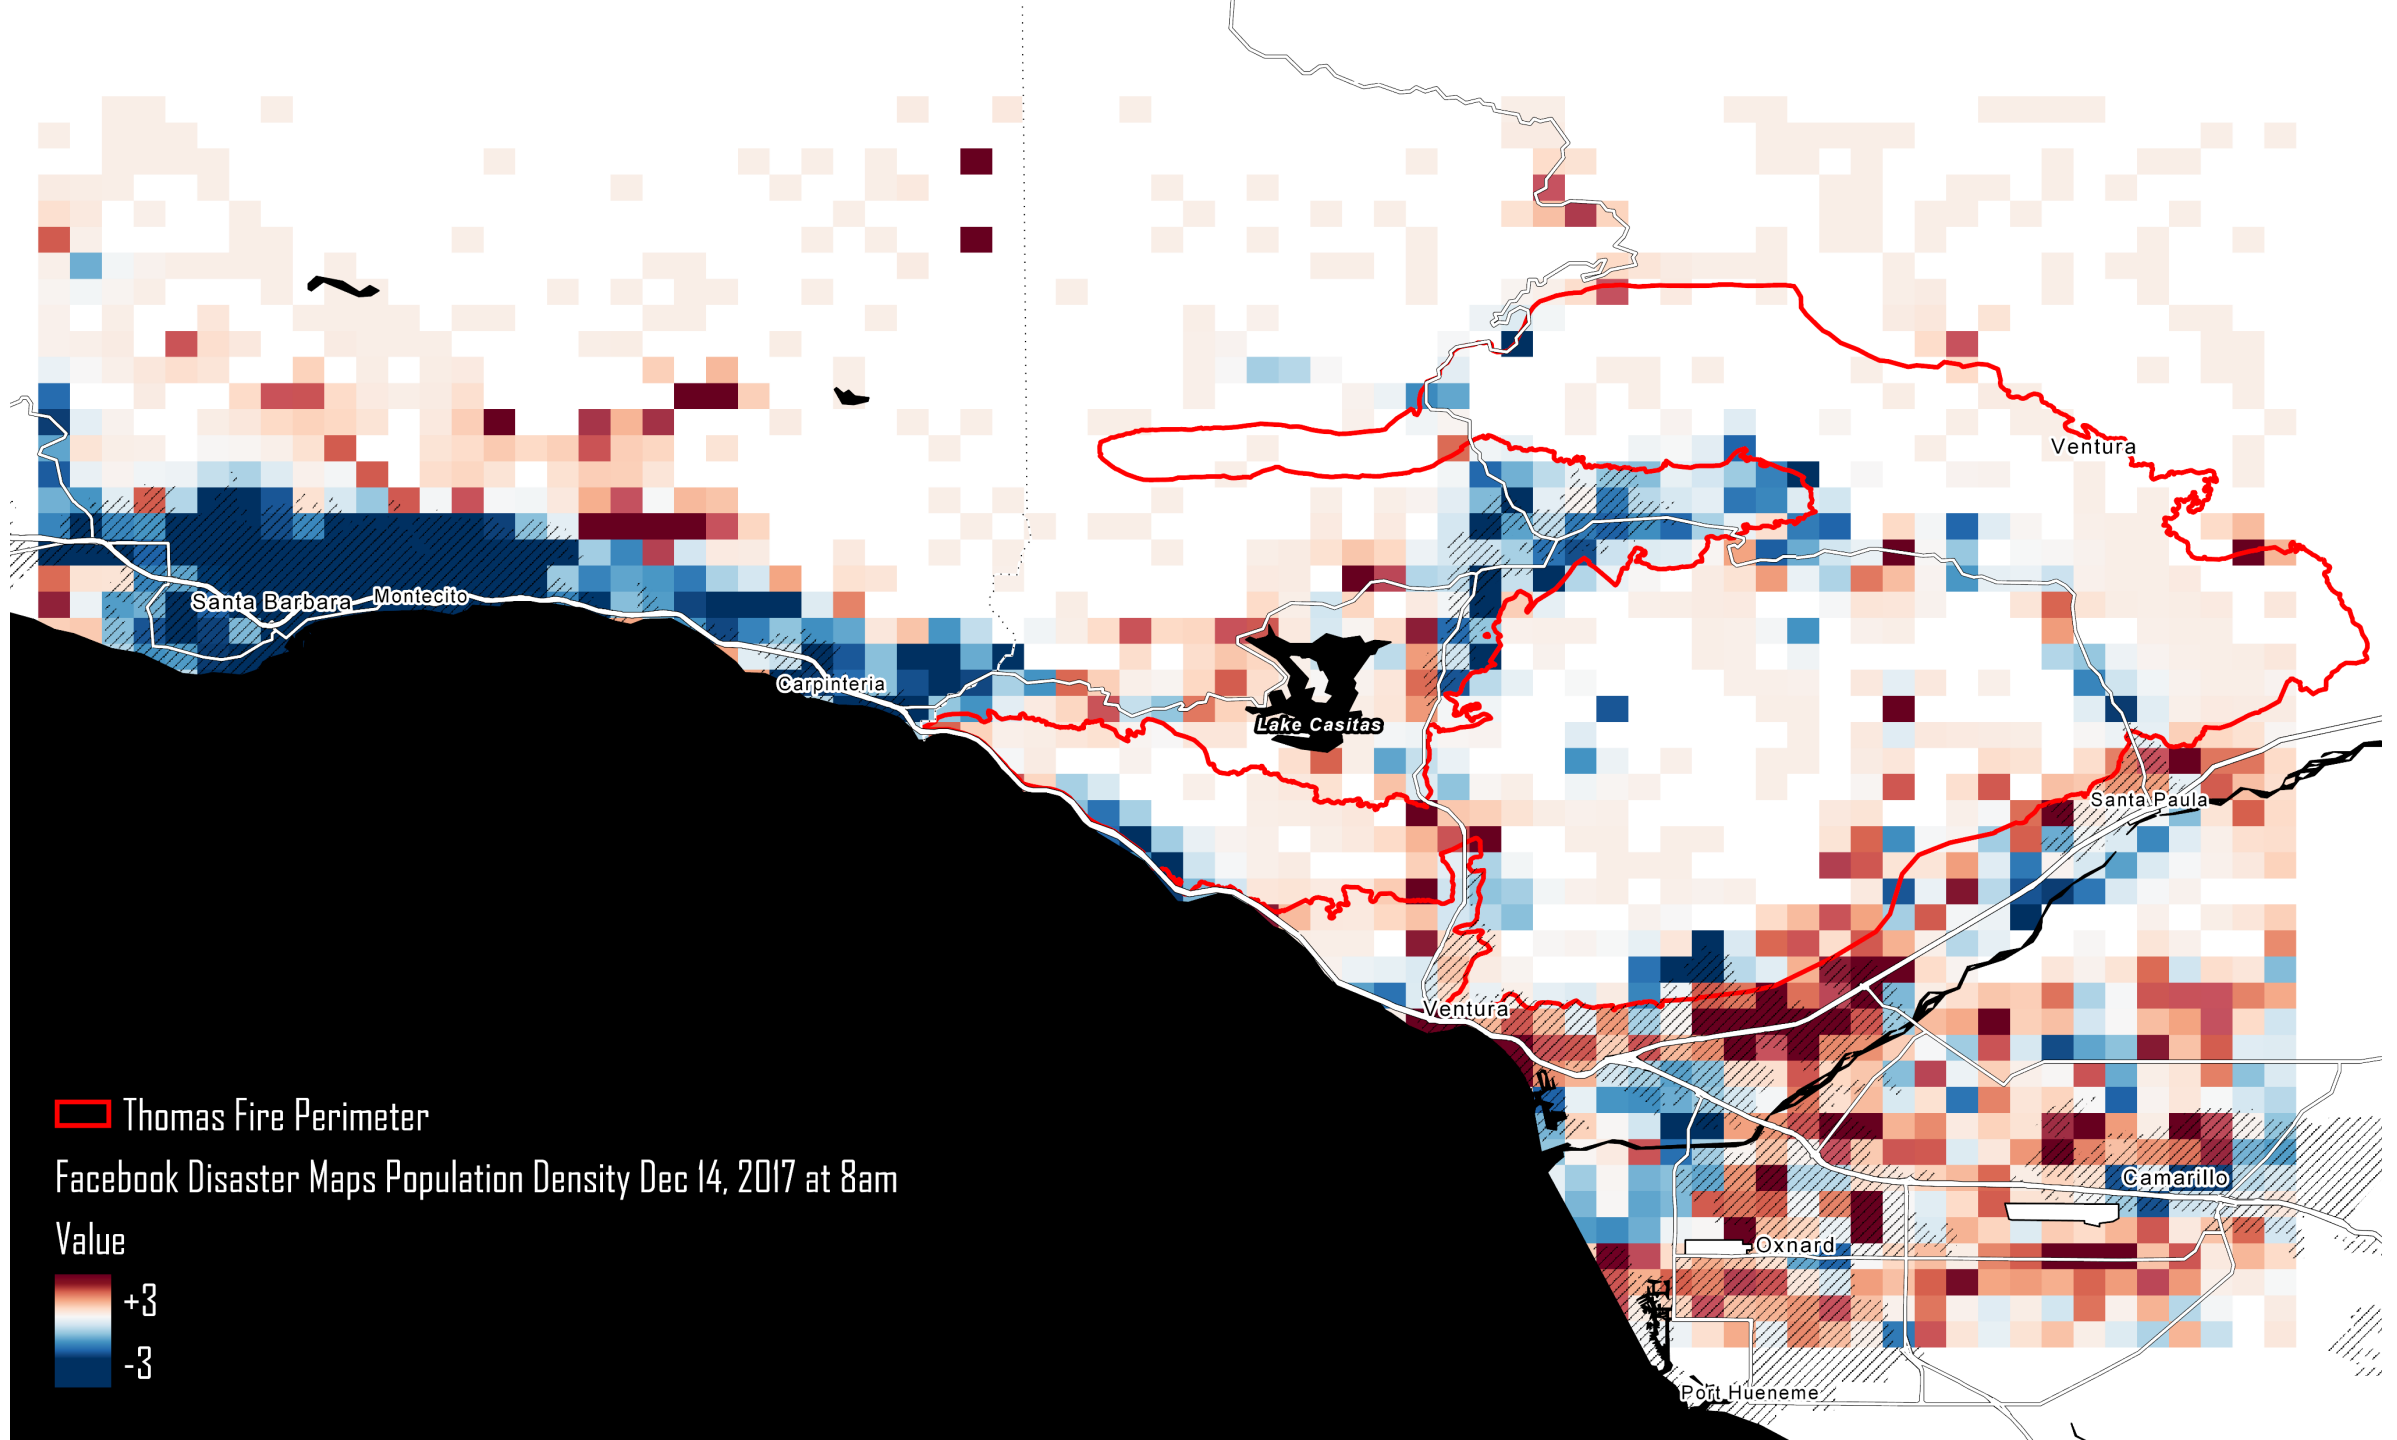 Ventura
Santa Barbara
Montecito
Carpinteria
Lake Casitas
Santa Paula
Ventura
Thomas Fire Perimeter
Facebook Disaster Maps Population Density Dec 14, 2017 at 8am
Camarillo
Value
Oxnard
+3
-3
Port Hueneme